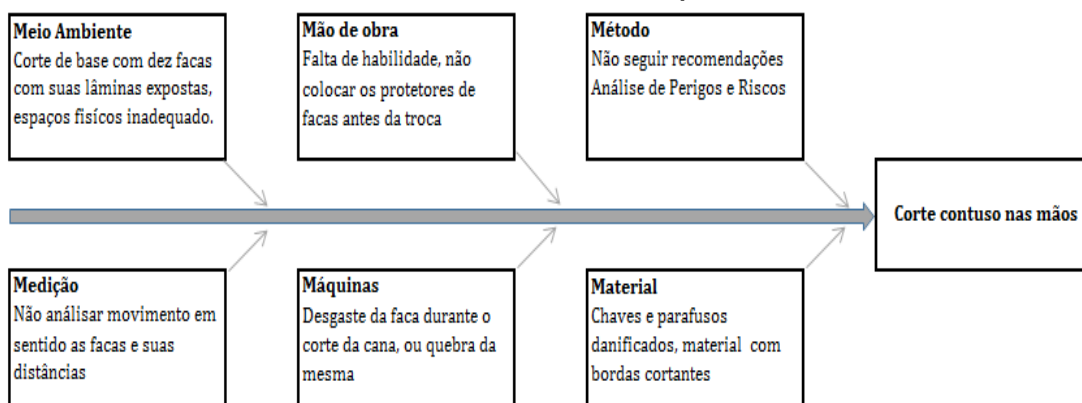 Meio Ambiente
Corte de base com dez facas
com suas lâminas expostas,
espaços fisícos inadequado.
Mão de obra
Falta de habilidade, não
colocar os protetores de
facas antes da troca
Método
Não seguir recomendações
Análise de Perigos e Riscos
Corte contuso nas mãos
Medição
Não análisar movimento em
sentido as facas e suas
distâncias
Máquinas
Desgaste da faca durante o
corte da cana, ou quebra da
mesma
Material
Chaves e parafusos
danificados, material com
bordas cortantes